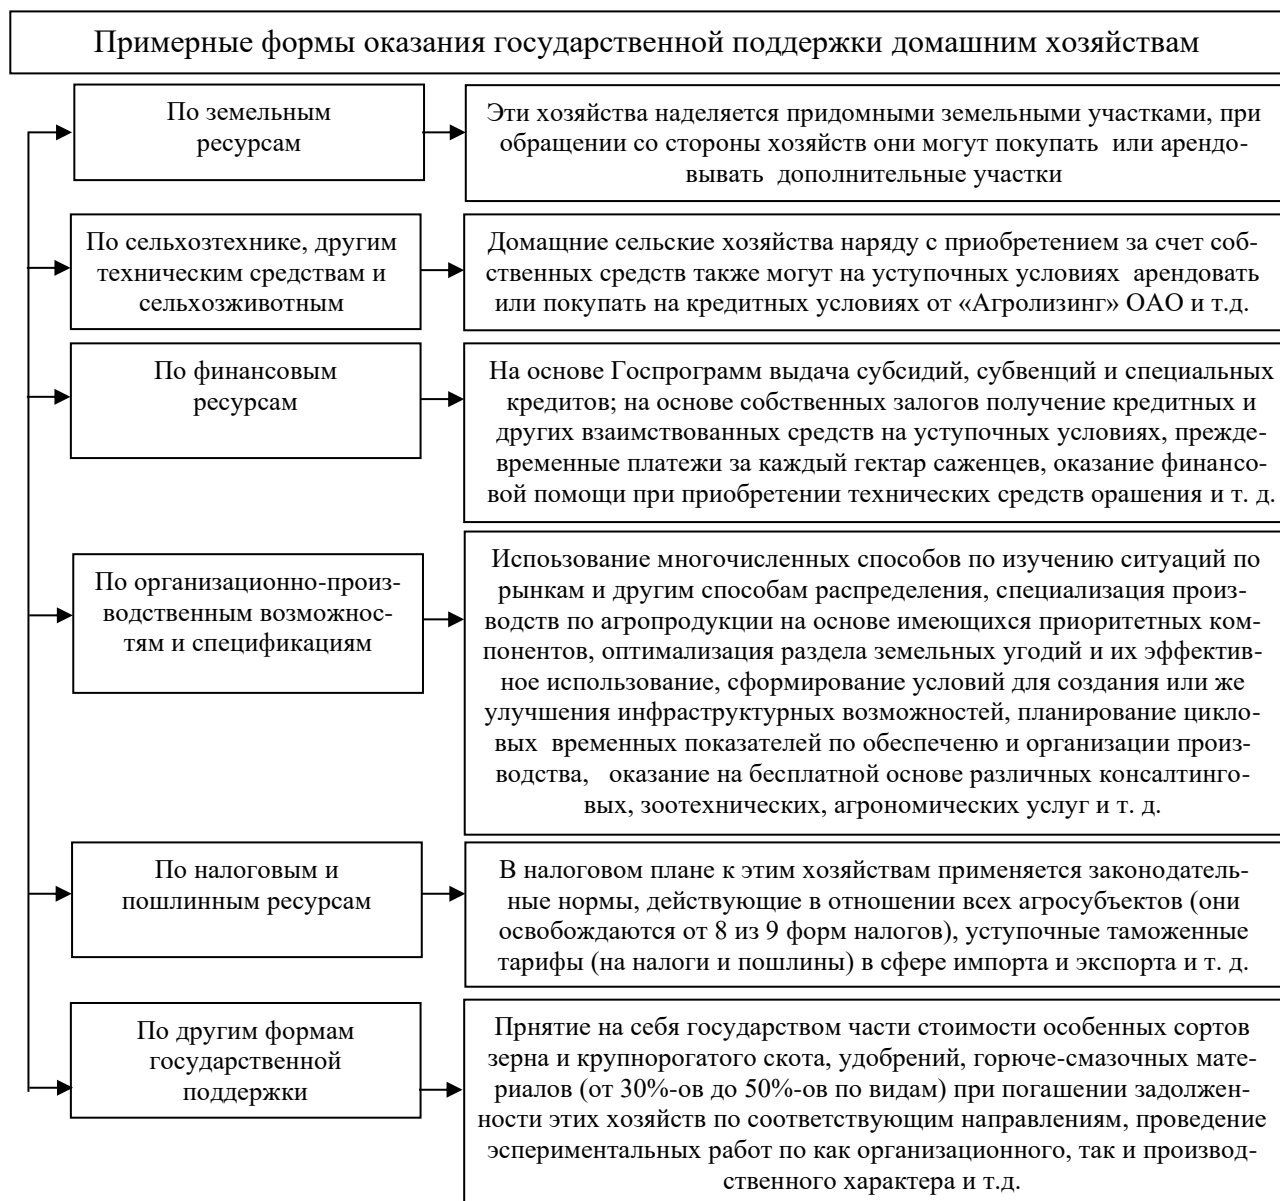 Примерные формы оказания государственной поддержки домашним хозяйствам
По земельным
ресурсам
Эти хозяйства наделяется придомными земельными участками, при
обращении со стороны хозяйств они могут покупать или арендо-
вывать дополнительные участки
По сельхозтехнике, другим
техническим средствам и
сельхозживотным
Домащние сельские хозяйства наряду с приобретением за счет соб-
ственных средств также могут на уступочных условиях арендовать
или покупать на кредитных условиях от «Агролизинг» ОАО и т.д.
По финансовым
ресурсам
На основе Госпрограмм выдача субсидий, субвенций и специальных
кредитов; на основе собственных залогов получение кредитных и
других взаимствованных средств на уступочных условиях, прежде-
временные платежи за каждый гектар саженцев, оказание финансо-
вой помощи при приобретении технических средств орашения и т. д.
По организационно-произ-
водственным возможнос-
тям и спецификациям
Испоьзование многочисленных способов по изучению ситуаций по
рынкам и другим способам распределения, специализация произ-
водств по агропродукции на основе имеющихся приоритетных ком-
понентов, оптимализация раздела земельных угодий и их эффектив-
ное использование, сформирование условий для создания или же
улучшения инфраструктурных возможностей, планирование цикло-
вых временных показателей по обеспеченю и организации произ-
водства, оказание на бесплатной основе различных консалтинго-
вых, зоотехнических, агрономических услуг и т. д.
По налоговым и
пошлинным ресурсам
В налоговом плане к этим хозяйствам применяется законодатель-
ные нормы, действующие в отношении всех агросубъектов (они
освобождаются от 8 из 9 форм налогов), уступочные таможенные
тарифы (на налоги и пошлины) в сфере импорта и экспорта и т. д.
По другим формам
государственной
поддержки
Прнятие на себя государством части стоимости особенных сортов
зерна и крупнорогатого скота, удобрений, горюче-смазочных мате-
риалов (от 30%-ов до 50%-ов по видам) при погашении задолжен-
ности этих хозяйств по соответствующим направлениям, проведение
эспериментальных работ по как организационного, так и производ-
ственного характера и т.д.